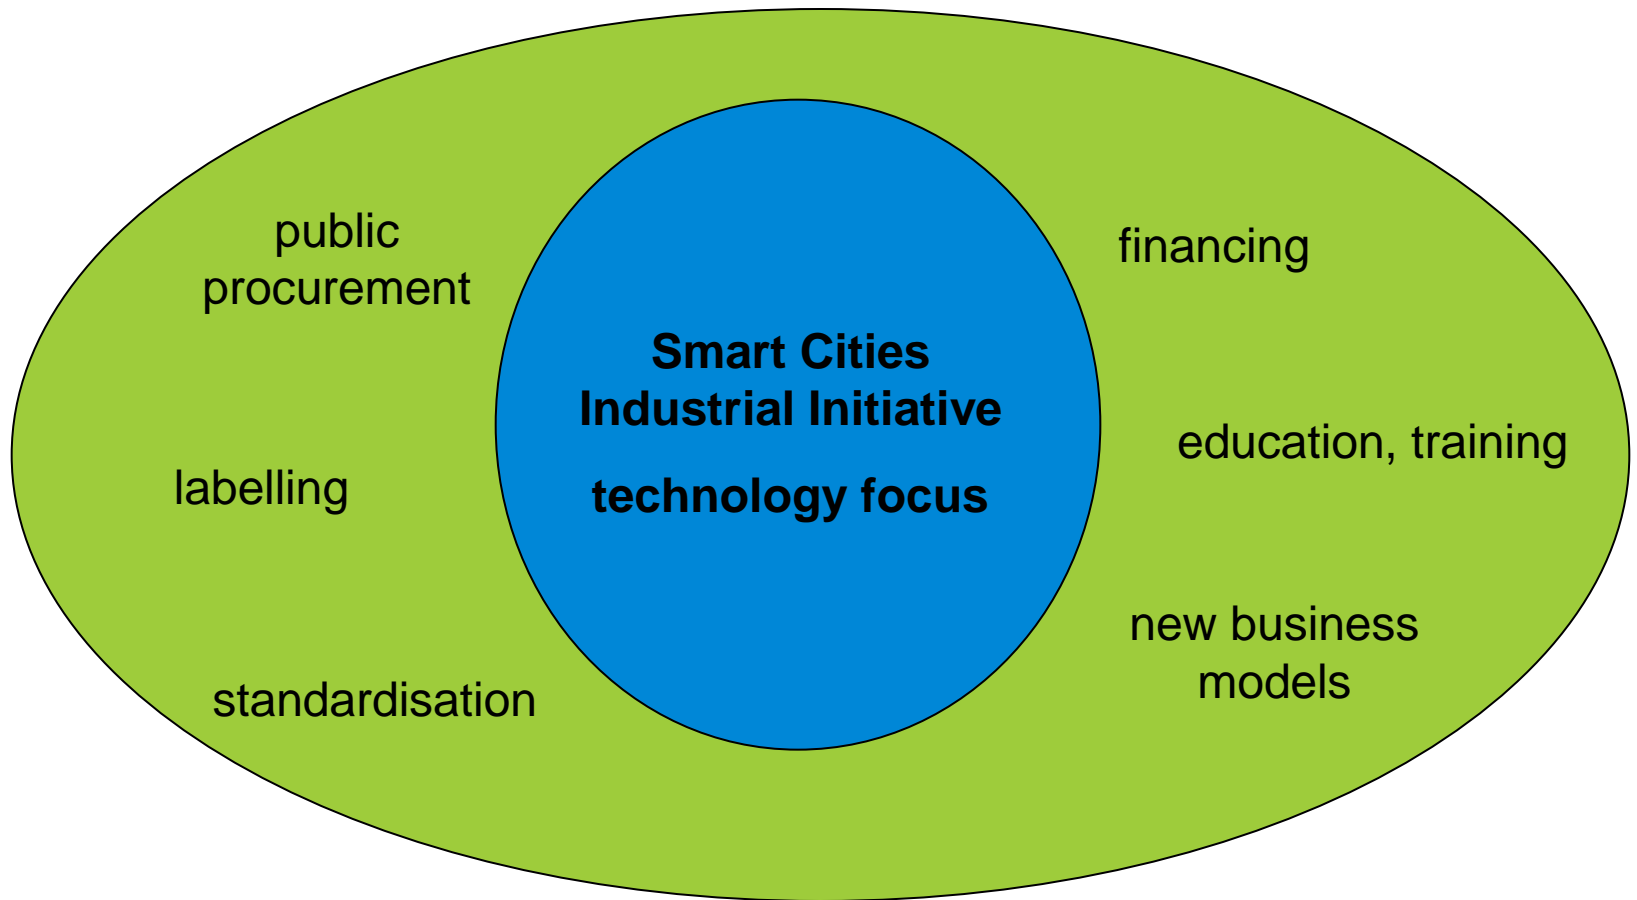 public
procurement
labelling
standardisation
Smart Cities
Industrial Initiative
technology focus
financing
education, training
new business
models